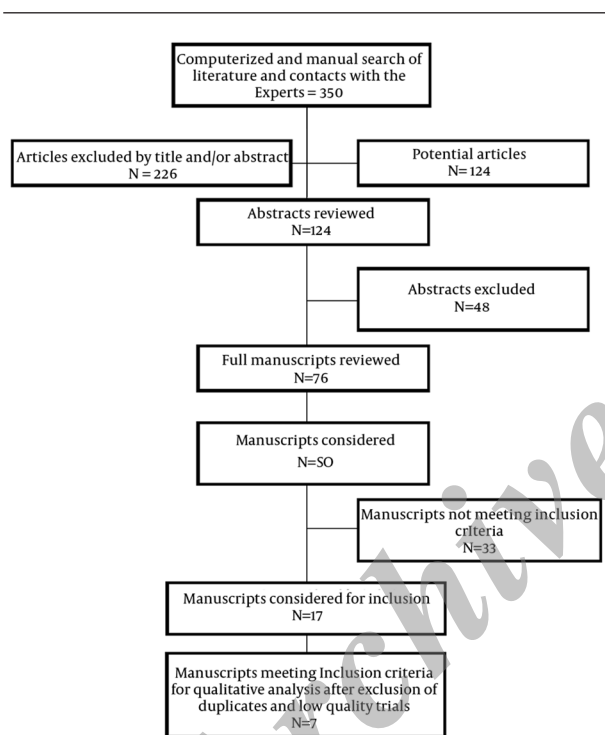 Computerized and manual search of
literature and contacts with the
Experts = 350
Articles excluded by title and/or abstract
N = 226
Potential articles
N= 124
Abstracts reviewed
N=124
Abstracts excluded
N=48
Full manuscripts reviewed
N=76
Manuscripts considered
N=SO
Manuscripts not meeting inclusion
criteria
N=33
Manuscripts considered for inclusion
N=17
Manuscripts meeting Inclusion criteria
for qualitative analysis after exclusion of
duplicates and low quality trials
N=7
Archive